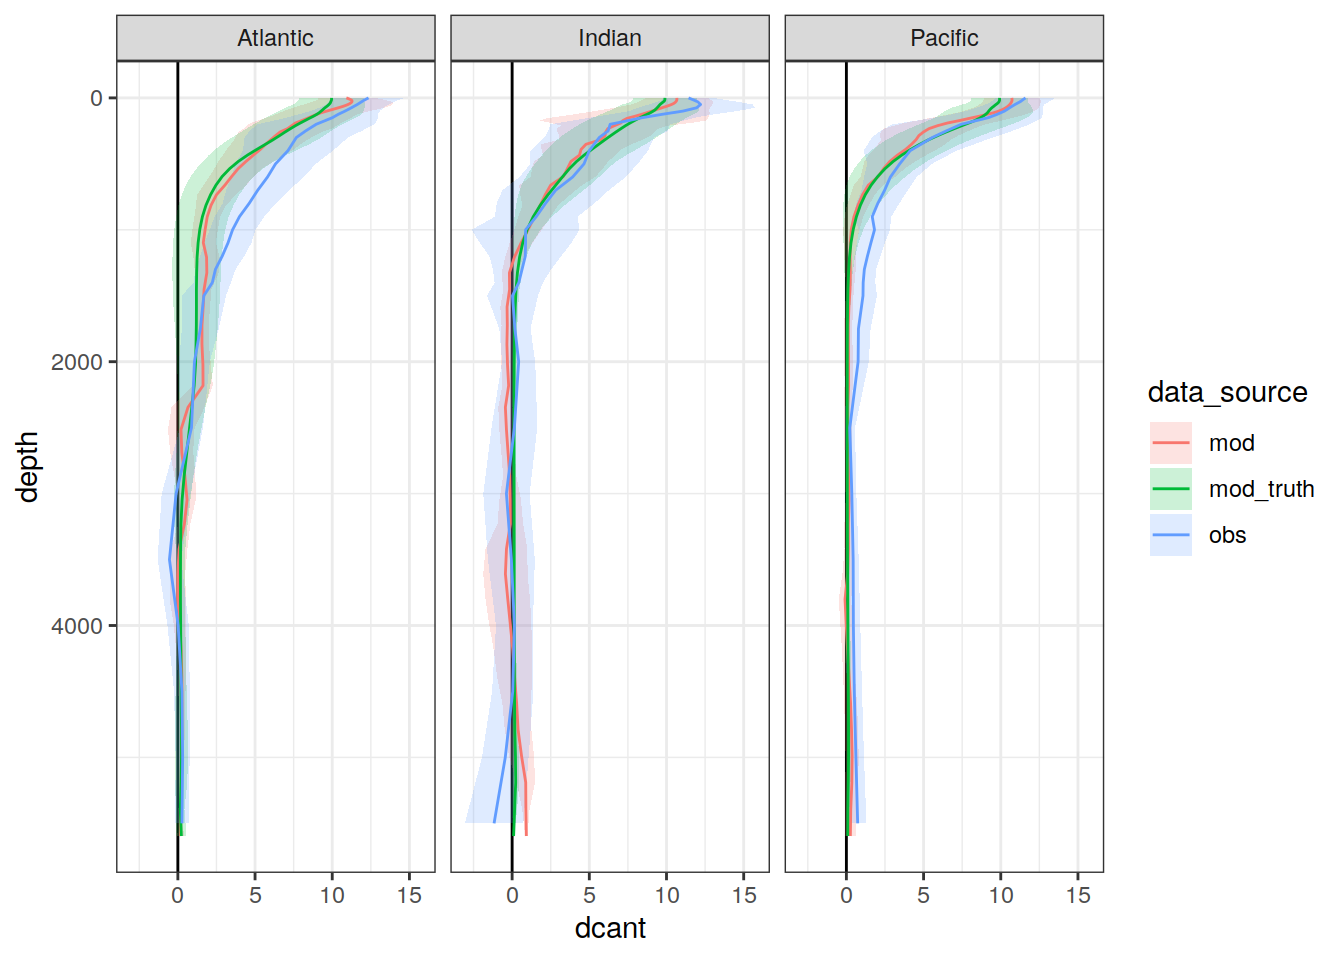 Atlantic Indian Pacific
0
2000
4000
depth
0 5 10 15 0 5 10 15 0 5 10 15
dcant
data_source
mod
mod_truth
obs